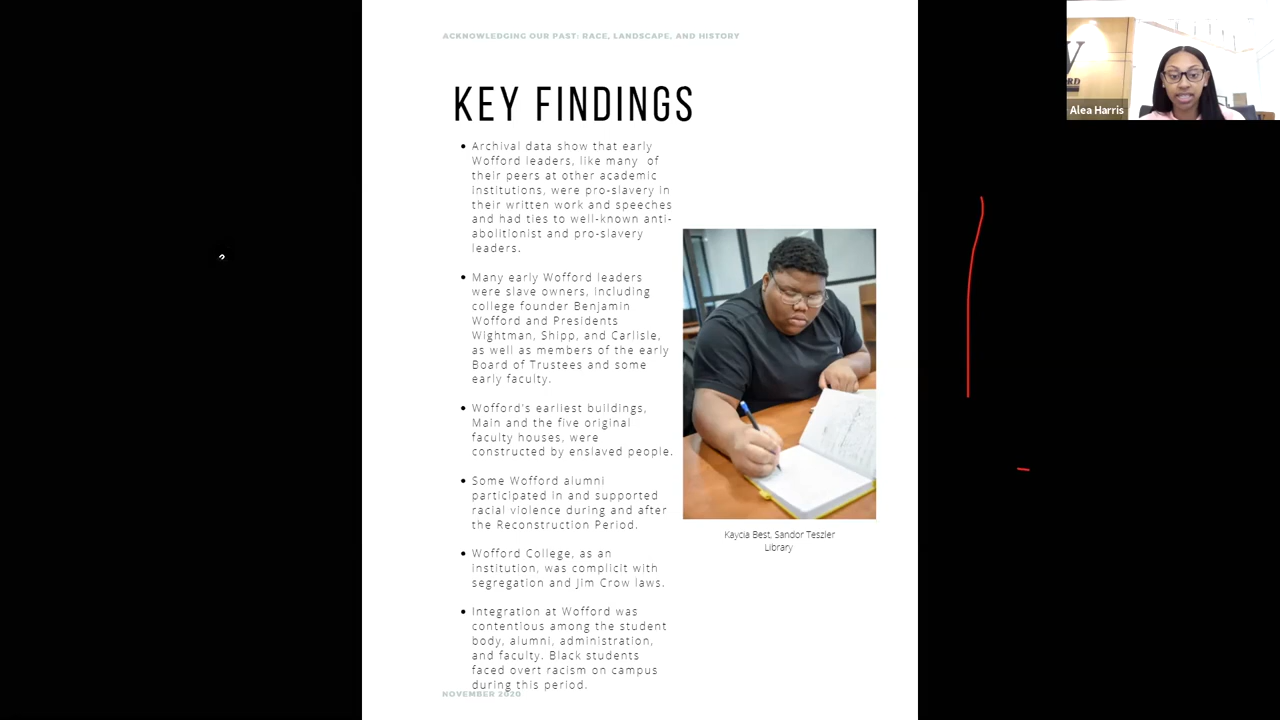 ACKNOWLEDGING OUR PAST: RACE, LANDSCAPE, AND HISTORY
Alea Harris
KEY FINDINGS
• Archival data show that early
Wofford leaders, like many of
their peers at other academic
institutions, were pro-slavery in
their written work and speeches
and had ties to well-known anti-
abolitionist and pro-slavery
leaders.
• Many early Wofford leaders
were slave owners, including
college founder Benjamin
Wofford and Presidents
Wightman, Shipp, and Carlisle,
as well as members of the early
Board of Trustees and some
early faculty.
• Wofford's earliest buildings,
Main and the five original
faculty houses, were
constructed by enslaved people.
• Some Wofford alumni
participated in and supported
racial violence during and after
the Reconstruction Period.
• Wofford College, as an
institution, was complicit with
segregation and Jim Crow laws.
• Integration at Wofford was
contentious among the student
body, alumni, administration,
and faculty. Black students
faced overt racism on campus
during this period.
Kaycia Best, Sandor Teszler
Library
NOVEMBER 2020